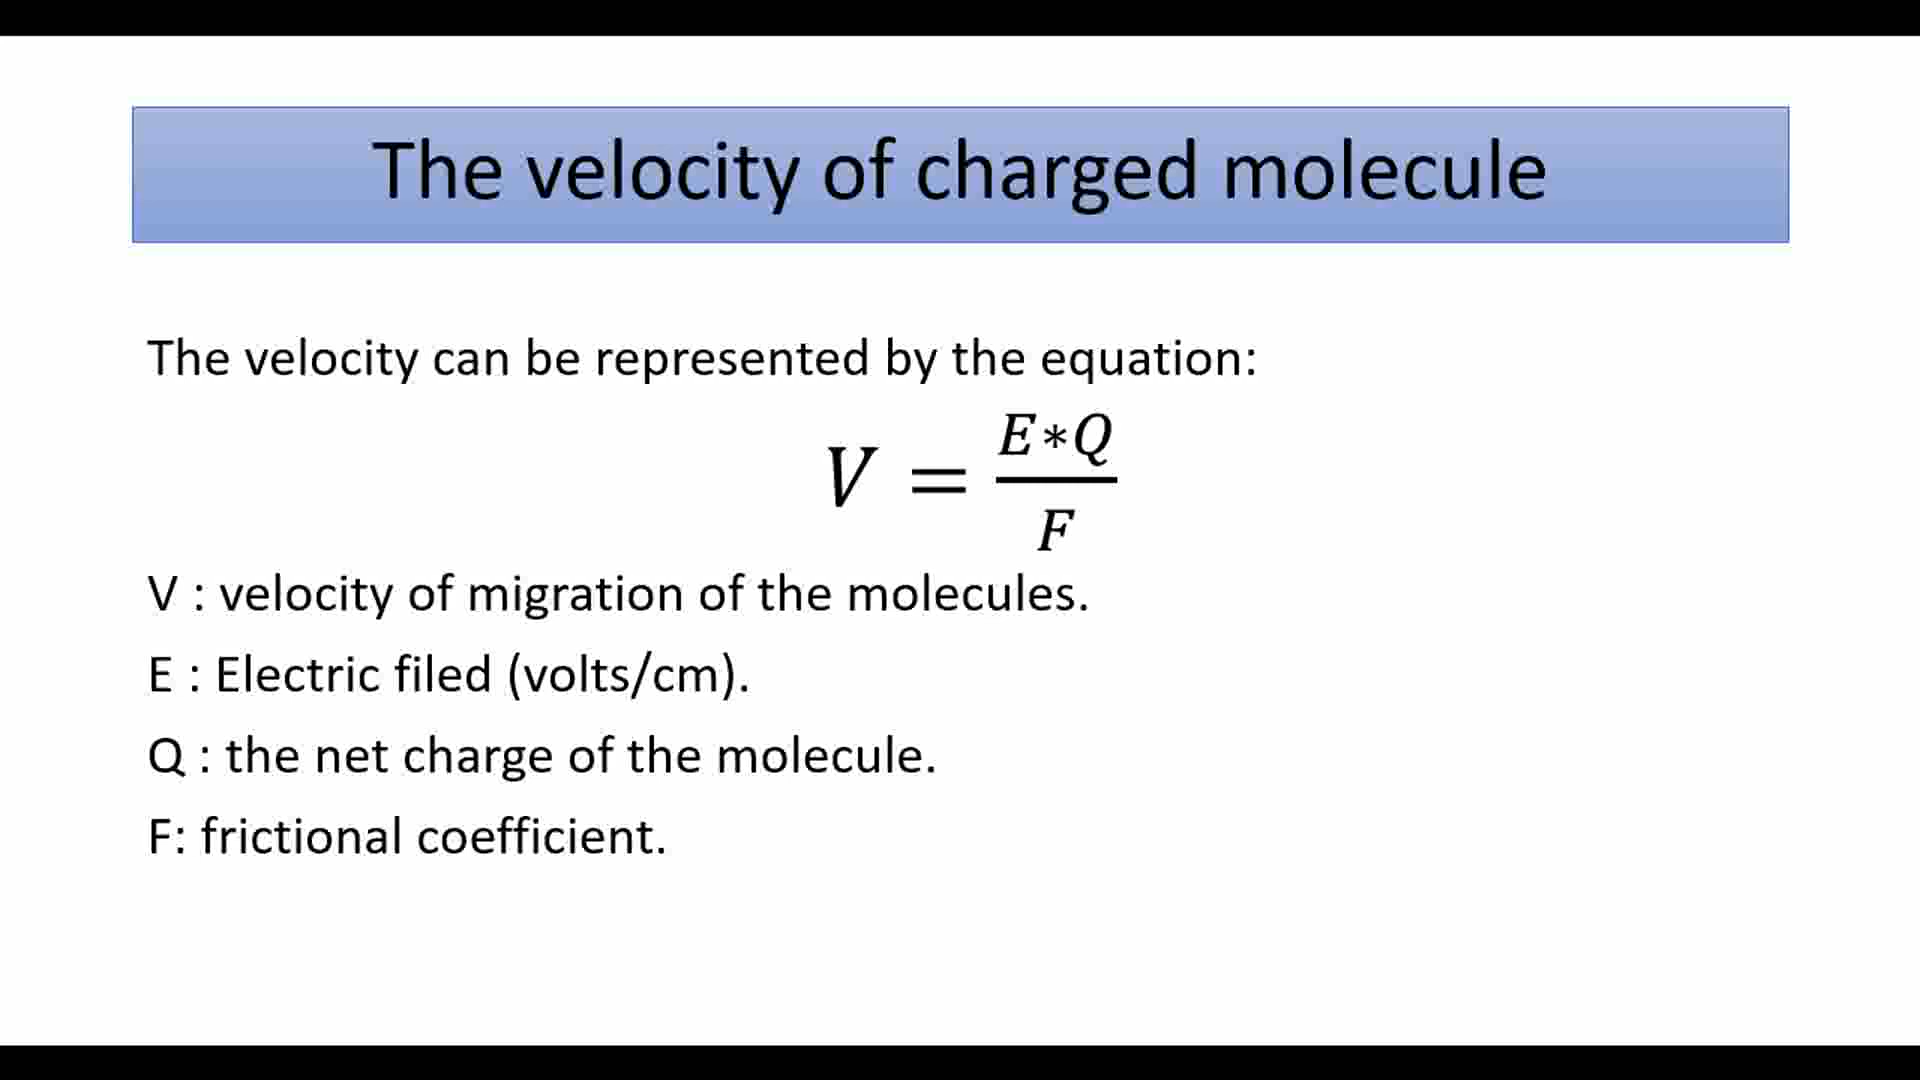 The velocity of charged molecule
The velocity can be represented by the equation:
V = E*Q
F
V : velocity of migration of the molecules.
E : Electric filed (volts/cm).
Q : the net charge of the molecule.
F: frictional coefficient.